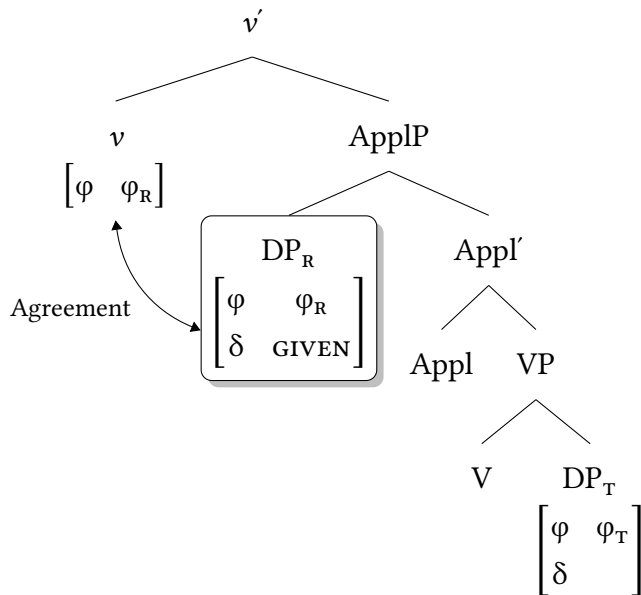 v′
v
[φ φR]
ApplP
DPR
[φ φR
δ GIVEN]
Appl′
Agreement
Appl VP
V DPT
[φ φT
δ]